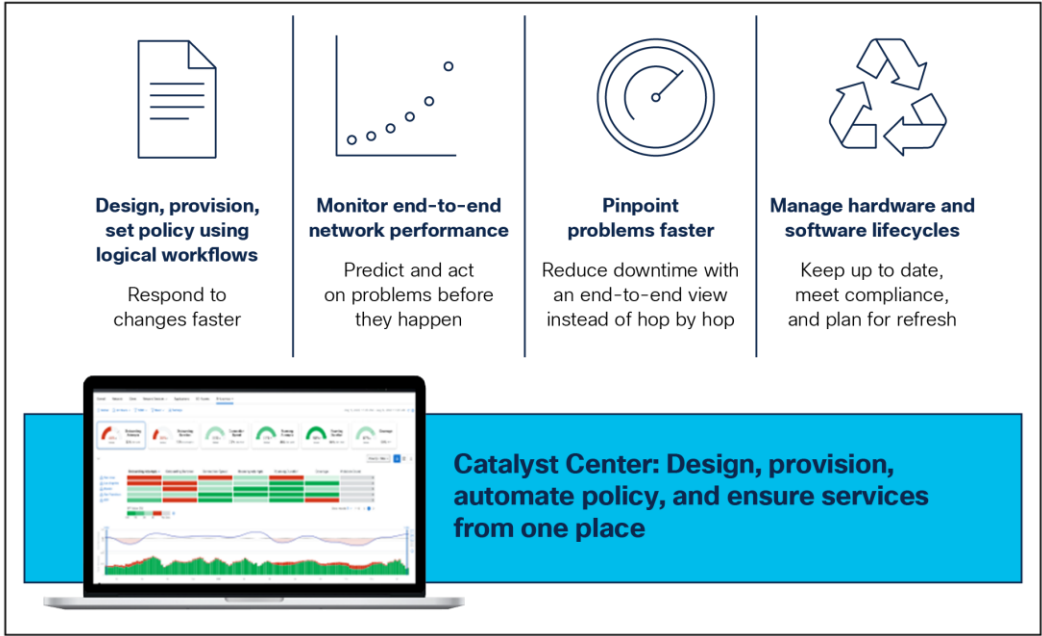 Design, provision,
set policy using
logical workflows
Respond to
changes faster
Monitor end-to-end
network performance
Predict and act
on problems before
they happen
Pinpoint
problems faster
Reduce downtime with
an end-to-end view
instead of hop by hop
Manage hardware and
software lifecycles
Keep up to date,
meet compliance,
and plan for refresh
Catalyst Center: Design, provision,
automate policy, and ensure services
from one place